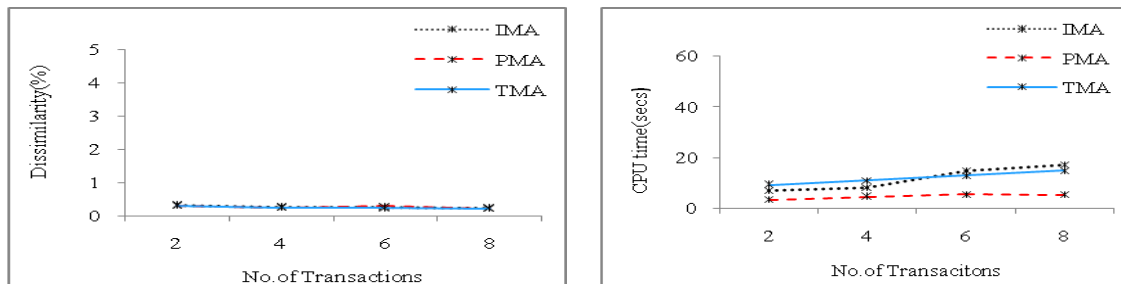 IMA
PMA
TMA
Dissimilarity(%)
5
4
3
2
1
0
2 4 6 8
No.of Transactions
IMA
PMA
TMA
CPU time(secs)
60
40
20
0
2 4 6 8
No.of Transacitons